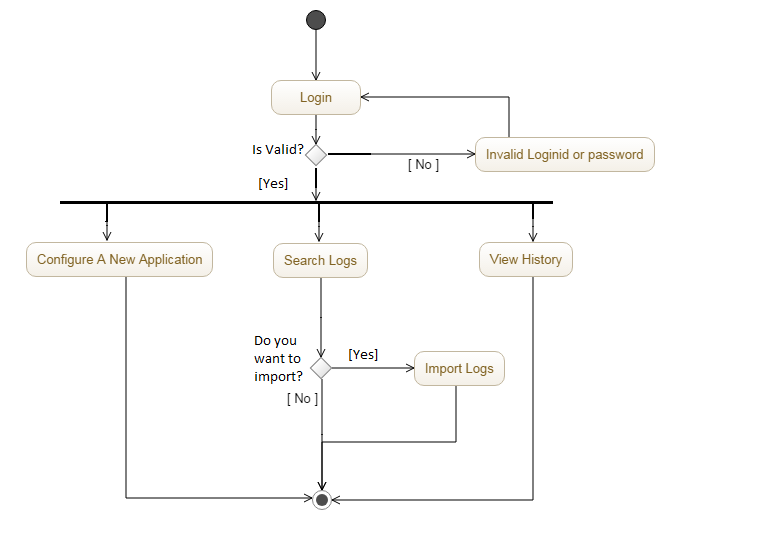 Login
Is Valid?
[ No ]
Invalid Loginid or password
[Yes]
Configure A New Application
Search Logs
View History
Do you
want to
import?
[Yes]
Import Logs
[ No ]